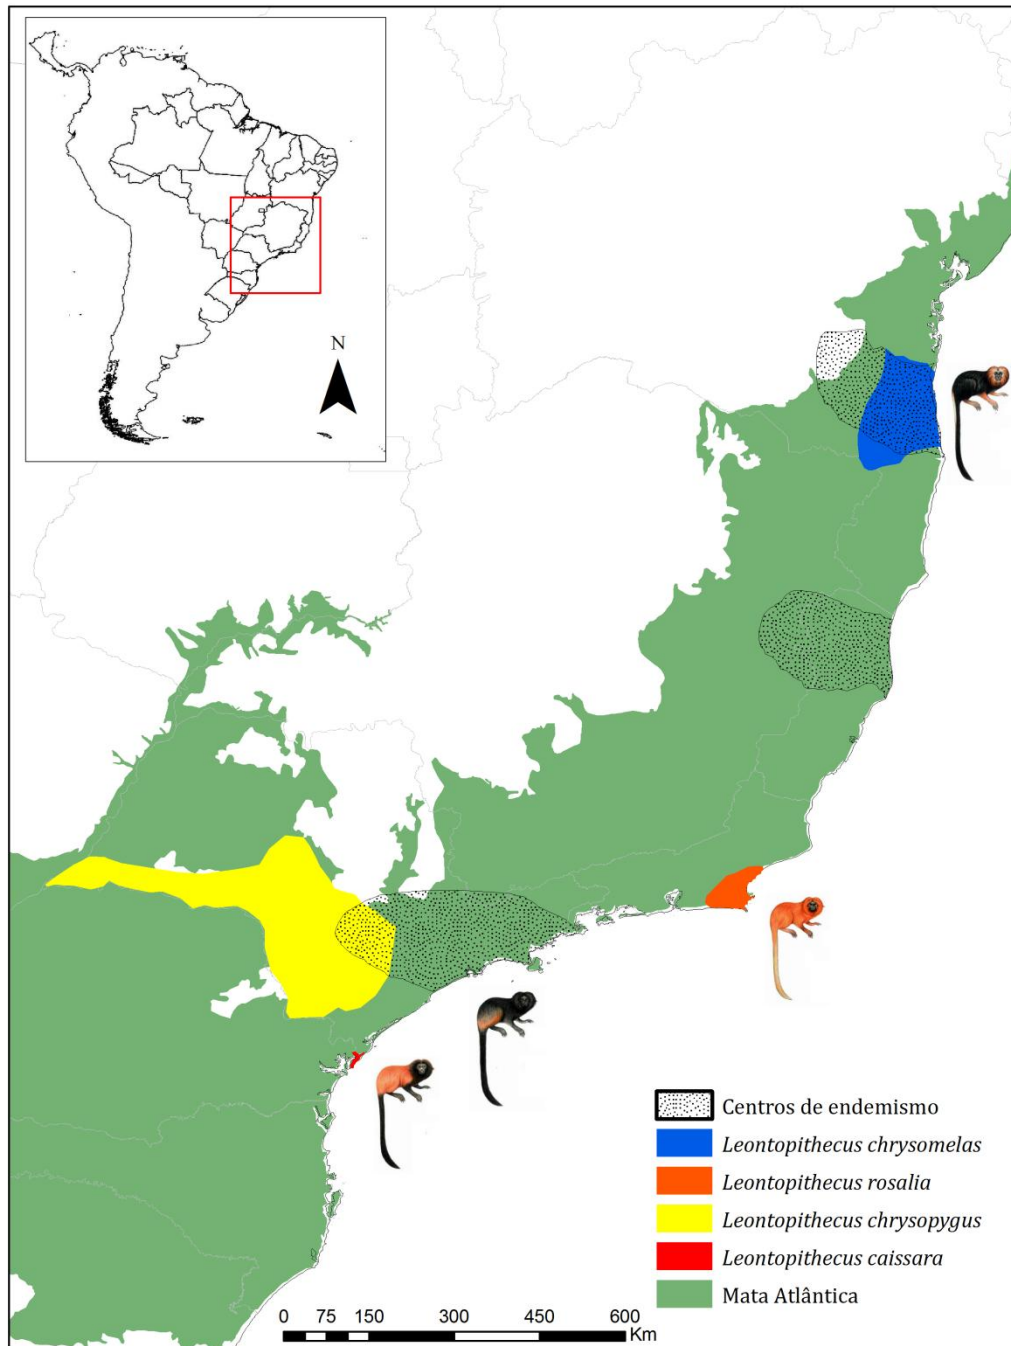 N
Centros de endemismo
Leontopithecus chrysomelas
Leontopithecus rosalia
Leontopithecus chrysopygus
Leontopithecus caissara
Mata Atlântica
0 75 150 300 450 600
Km